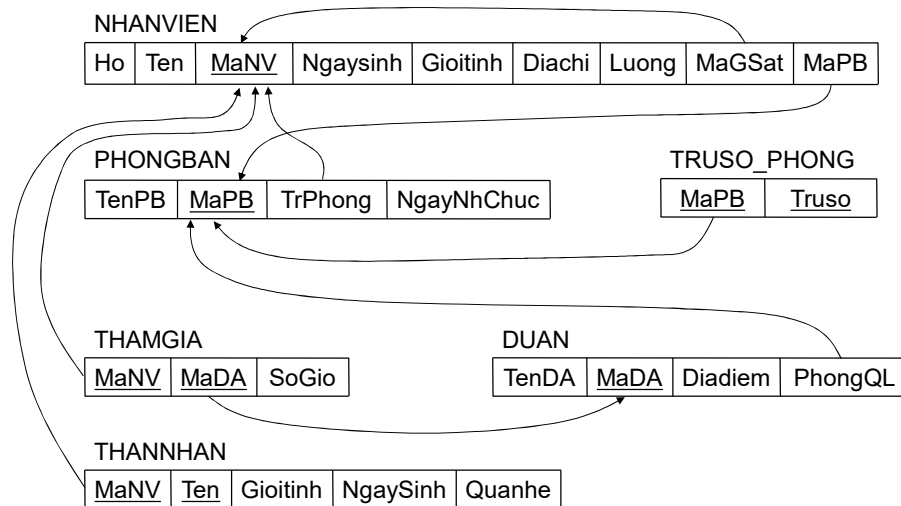 NHANVIEN
Ho Ten MaNV Ngaysinh Gioitinh Diachi Luong MaGSat MaPB
PHONGBAN
TenPB MaPB TrPhong NgayNhChuc
TRUSO_PHONG
MaPB Truso
THAMGIA
MaNV MaDA SoGio
DUAN
TenDA MaDA Diadiem PhongQL
THANNHAN
MaNV Ten Gioitinh NgaySinh Quanhe